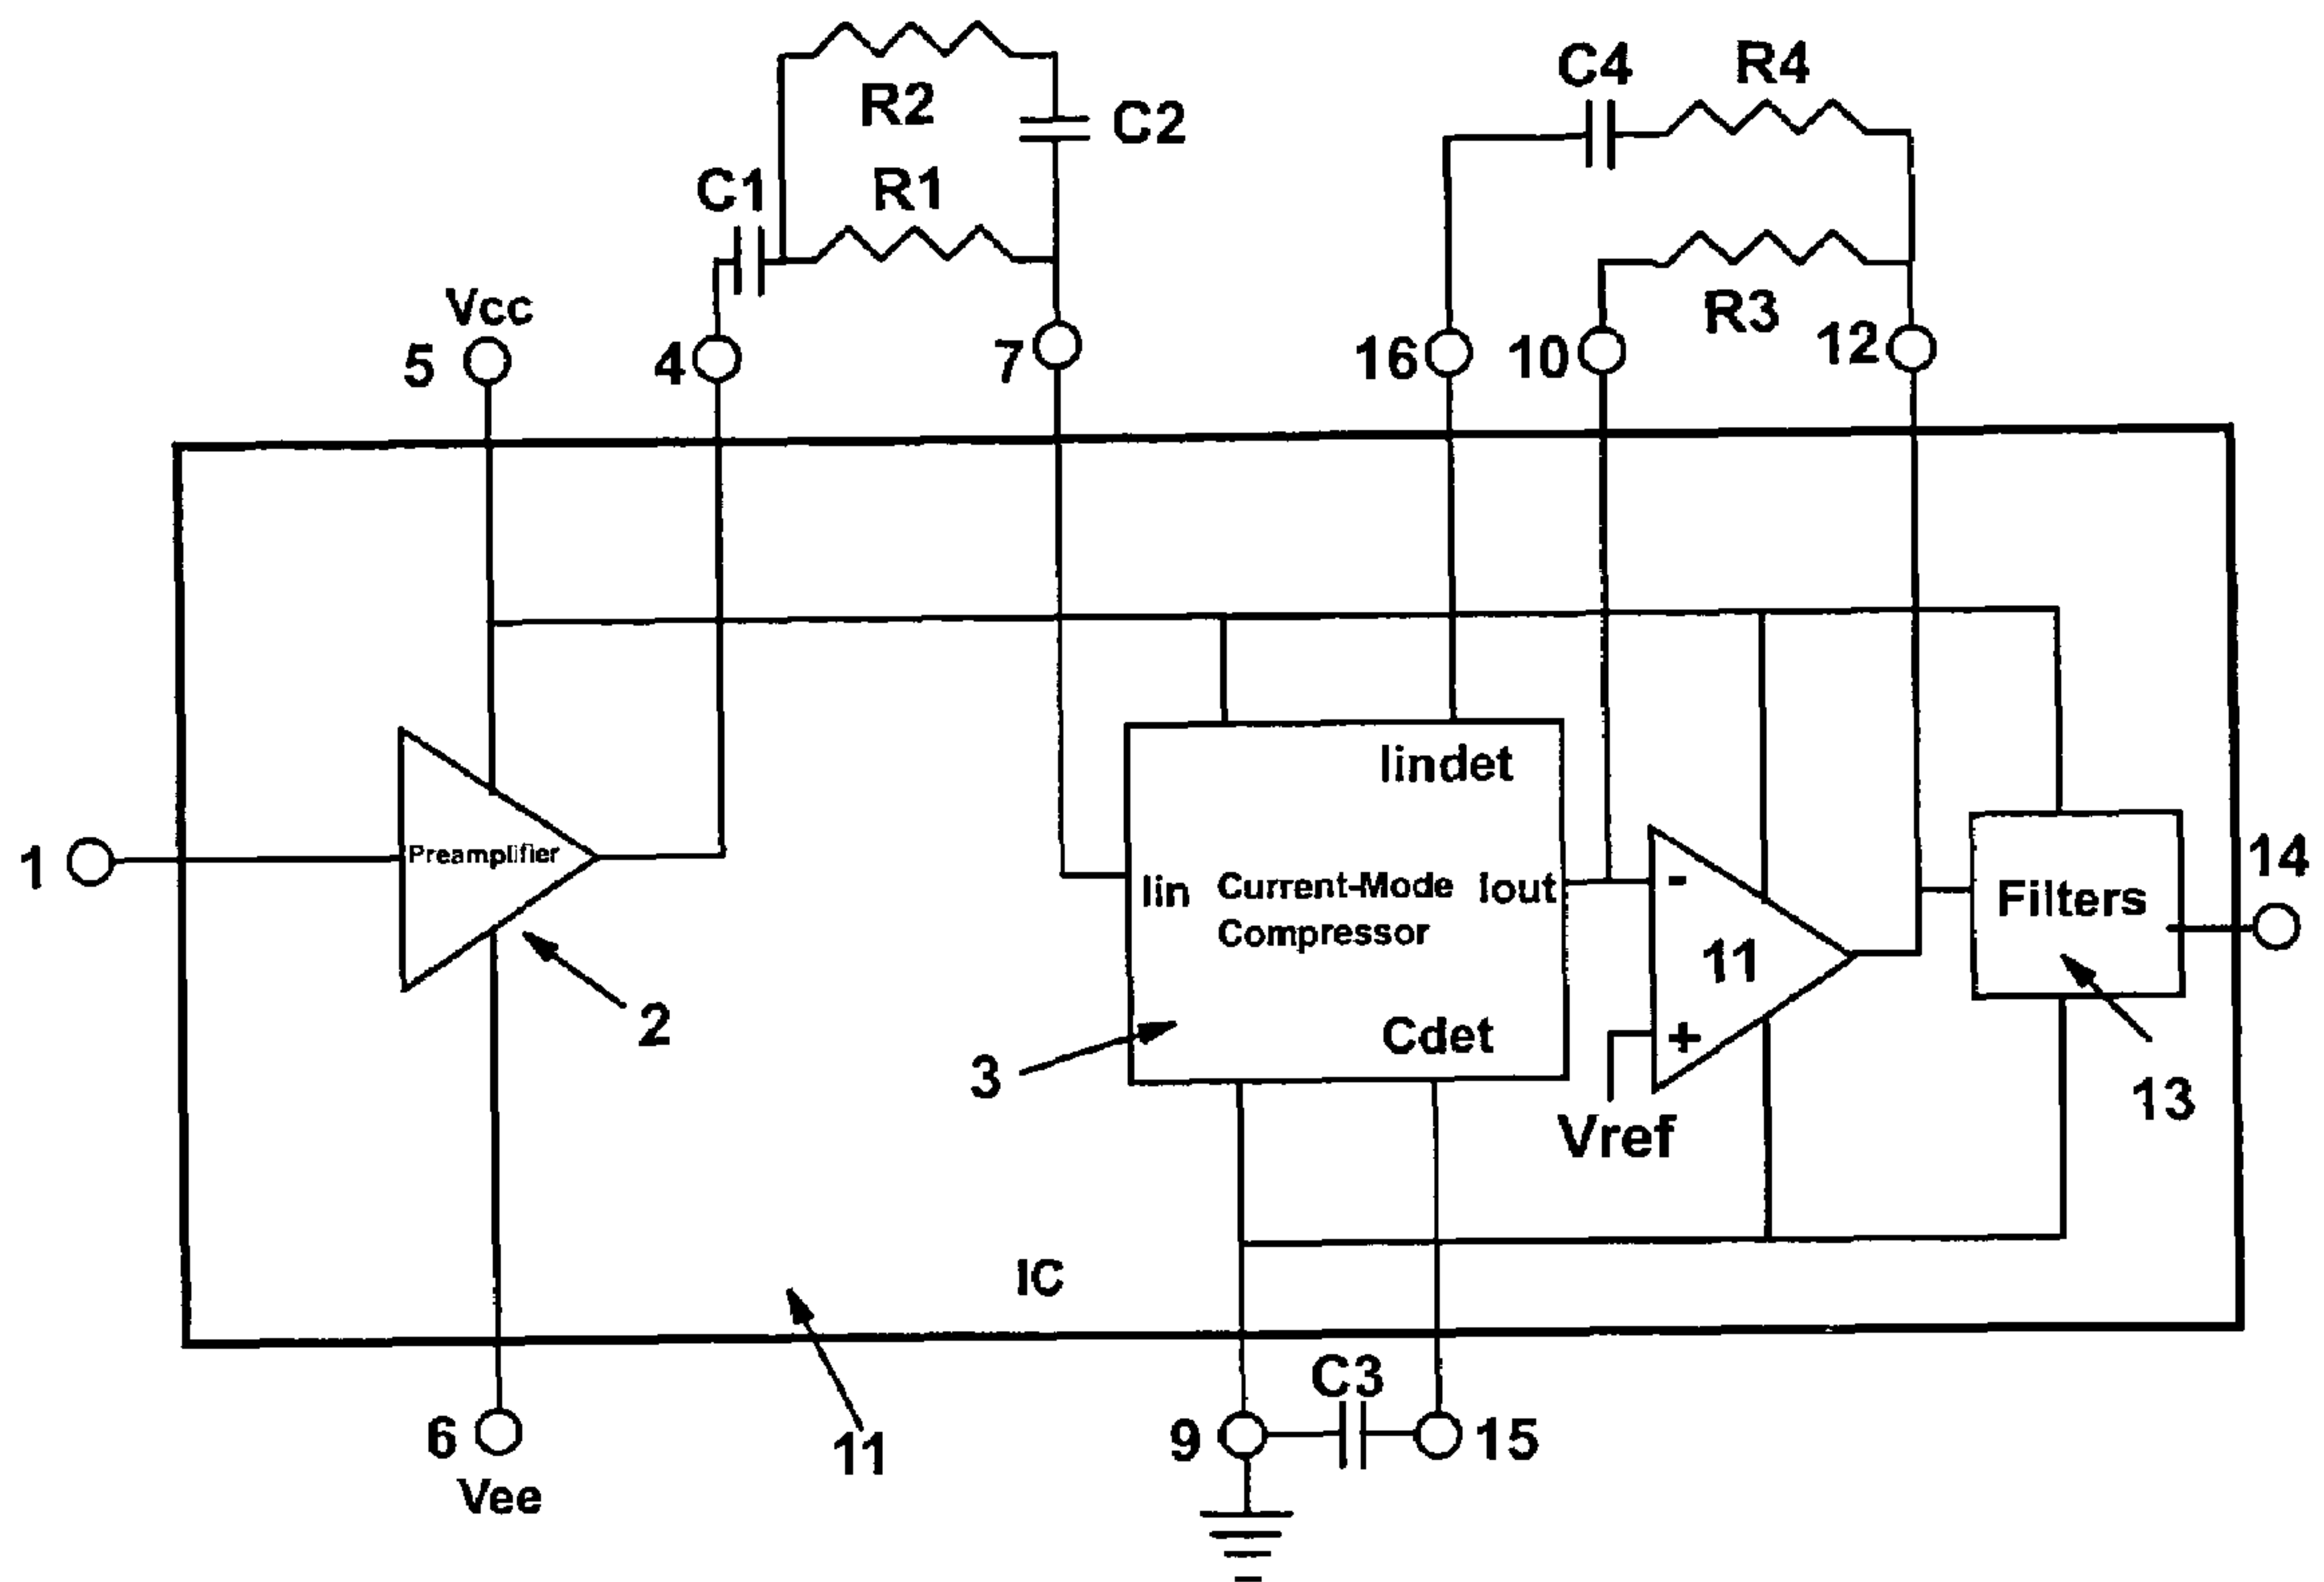 C4 R4
R2
C2
C1 R1
R3
Vcc
5 4 7 16 10 12
Iindet
Preamplifier
1
Iin Current-Mode Iout
Compressor
-
Filters
14
11
2
3
Cdet
+
13
Vref
IC
11
C3
6 9 15
Vee